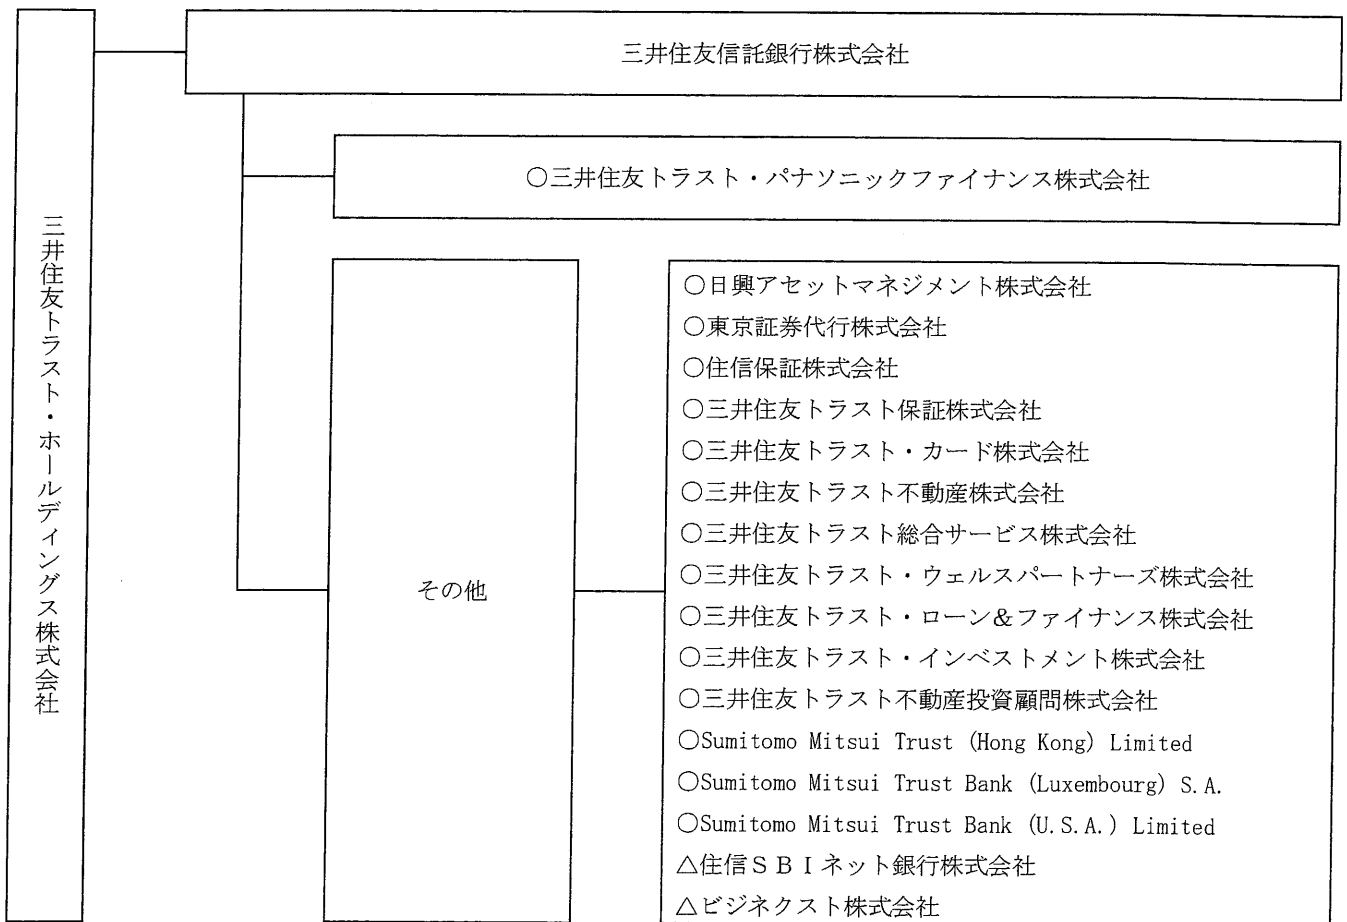 三井住友トラスト・ホールディングス株式会社
三井住友信託銀行株式会社
○三井住友トラスト・パナソニックファイナンス株式会社
その他
○日興アセットマネジメント株式会社
○東京証券代行株式会社
○住信保証株式会社
○三井住友トラスト保証株式会社
○三井住友トラスト・カード株式会社
○三井住友トラスト不動産株式会社
○三井住友トラスト総合サービス株式会社
○三井住友トラスト・ウェルスパートナーズ株式会社
○三井住友トラスト・ローン&ファイナンス株式会社
○三井住友トラスト・インベストメント株式会社
○三井住友トラスト不動産投資顧問株式会社
○Sumitomo Mitsui Trust (Hong Kong) Limited
○Sumitomo Mitsui Trust Bank (Luxembourg) S.A.
○Sumitomo Mitsui Trust Bank (U.S.A.) Limited
△住信ＳＢＩネット銀行株式会社
△ビジネクスト株式会社